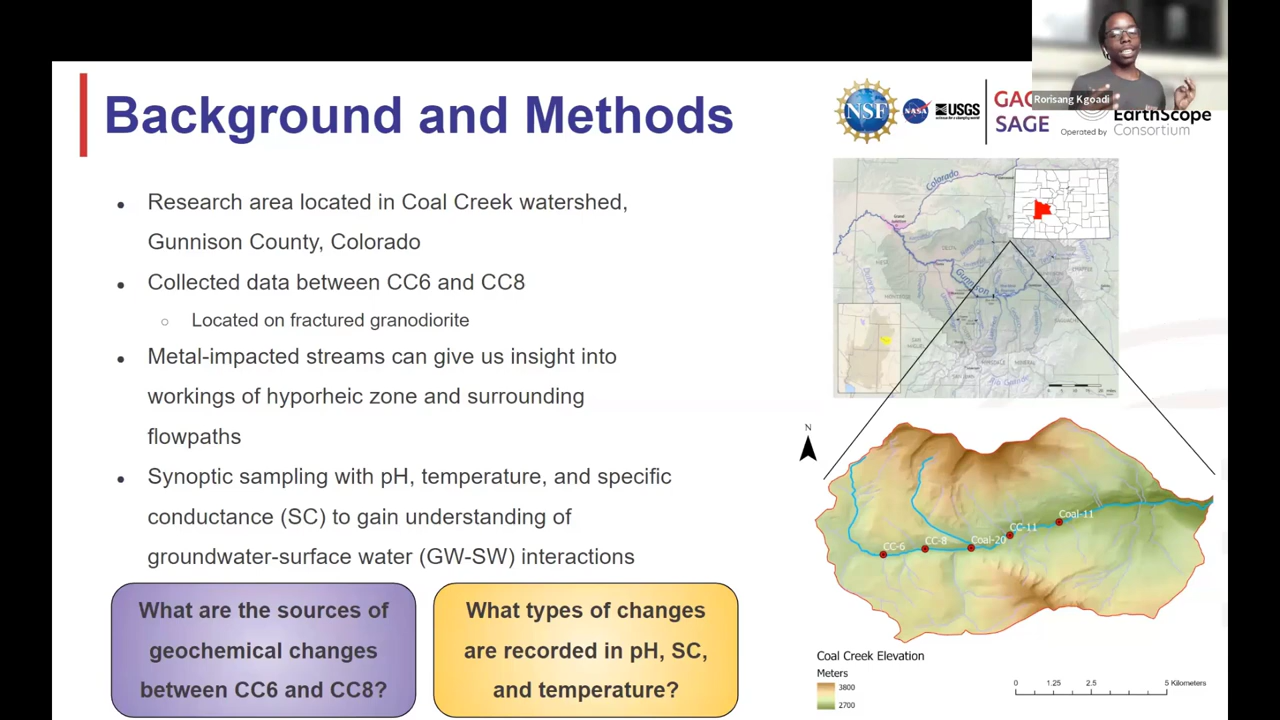 Background and Methods
NSF
NASA
USGS
GAG
SAGE
Operated by
EarthScope
Consortium
Rorisang Kgoadi
Research area located in Coal Creek watershed,
Gunnison County, Colorado
Collected data between CC6 and CC8
Located on fractured granodiorite
Metal-impacted streams can give us insight into
workings of hyporheic zone and surrounding
flowpaths
Synoptic sampling with pH, temperature, and specific
conductance (SC) to gain understanding of
groundwater-surface water (GW-SW) interactions
What are the sources of
geochemical changes
between CC6 and CC8?
What types of changes
are recorded in pH, SC,
and temperature?
Colorado
Gunnison
N
CC-6
CC-8
Coal-20
CC-11
Coal-11
Coal Creek Elevation
Meters
3800
2700
0 1.25 2.5 5 Kilometers